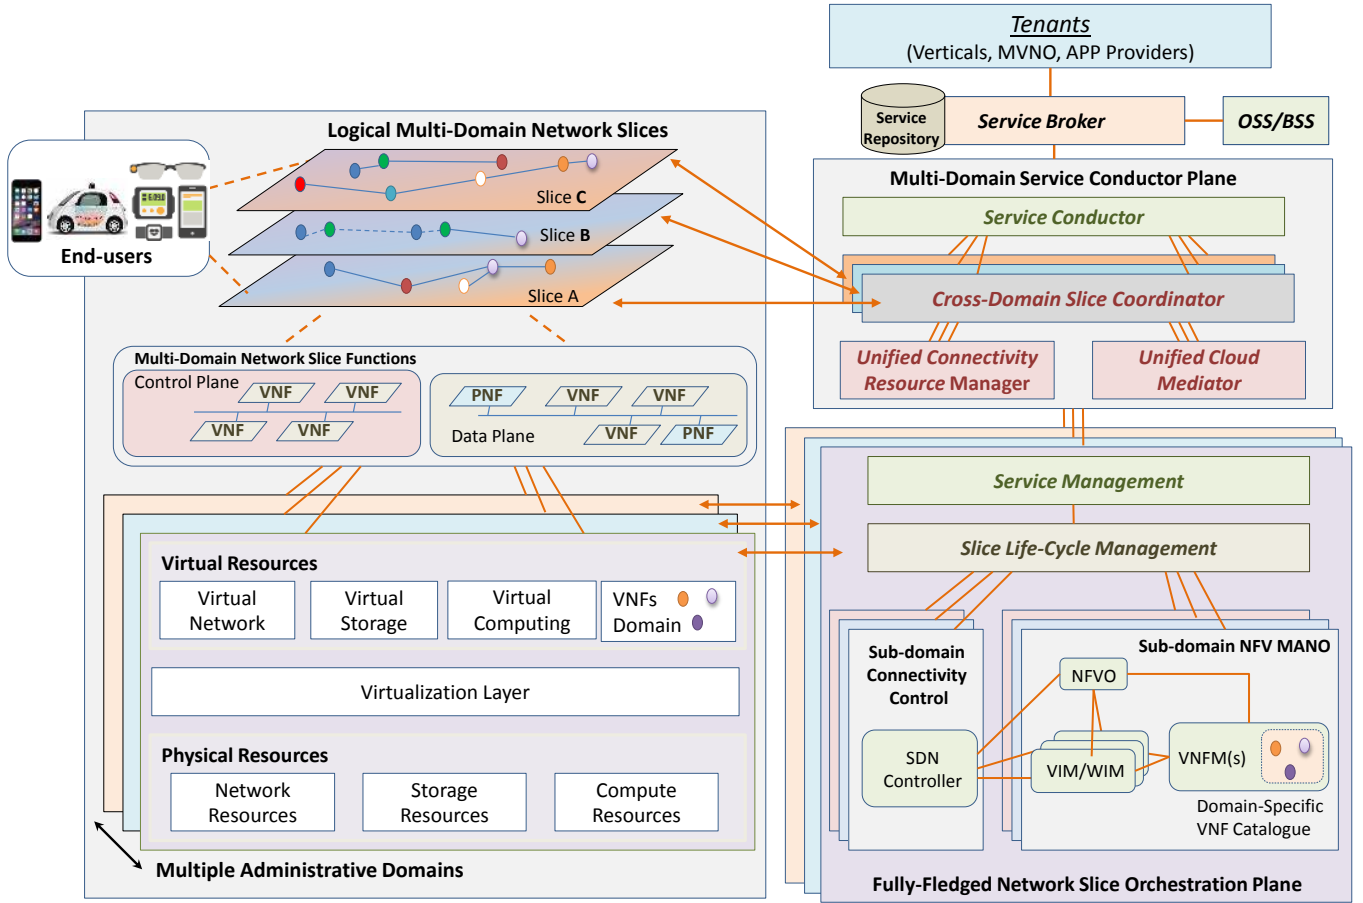 Tenants
(Verticals, MVNO, APP Providers)
Service
Repository
Service Broker
OSS/BSS
Logical Multi-Domain Network Slices
End-users
Slice C
Slice B
Slice A
Multi-Domain Service Conductor Plane
Service Conductor
Cross-Domain Slice Coordinator
Unified Connectivity
Resource Manager
Unified Cloud
Mediator
Multi-Domain Network Slice Functions
Control Plane
VNF
VNF
VNF
VNF
PNF
VNF
VNF
Data Plane
VNF
PNF
Service Management
Slice Life-Cycle Management
Virtual Resources
Virtual
Network
Virtual
Storage
Virtual
Computing
VNFs
Domain
Virtualization Layer
Physical Resources
Network
Resources
Storage
Resources
Compute
Resources
Multiple Administrative Domains
Sub-domain
Connectivity
Control
SDN
Controller
Sub-domain NFV MANO
NFVO
VIM/WIM
VNFM(s)
Domain-Specific
VNF Catalogue
Fully-Fledged Network Slice Orchestration Plane